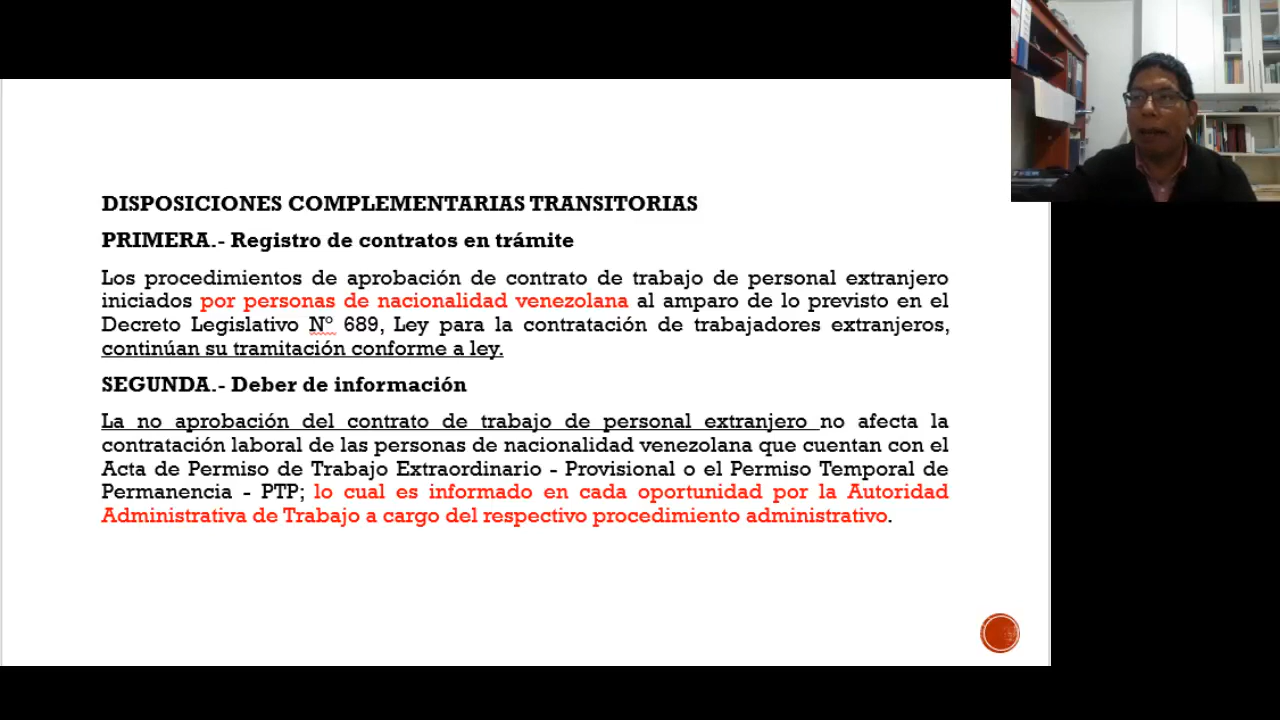 DISPOSICIONES COMPLEMENTARIAS TRANSITORIAS
PRIMERA.- Registro de contratos en trámite
Los procedimientos de aprobación de contrato de trabajo de personal extranjero
iniciados por personas de nacionalidad venezolana al amparo de lo previsto en el
Decreto Legislativo N° 689, Ley para la contratación de trabajadores extranjeros,
continúan su tramitación conforme a ley.
SEGUNDA.- Deber de información
La no aprobación del contrato de trabajo de personal extranjero no afecta la
contratación laboral de las personas de nacionalidad venezolana que cuentan con el
Acta de Permiso de Trabajo Extraordinario - Provisional o el Permiso Temporal de
Permanencia - PTP; lo cual es informado en cada oportunidad por la Autoridad
Administrativa de Trabajo a cargo del respectivo procedimiento administrativo.